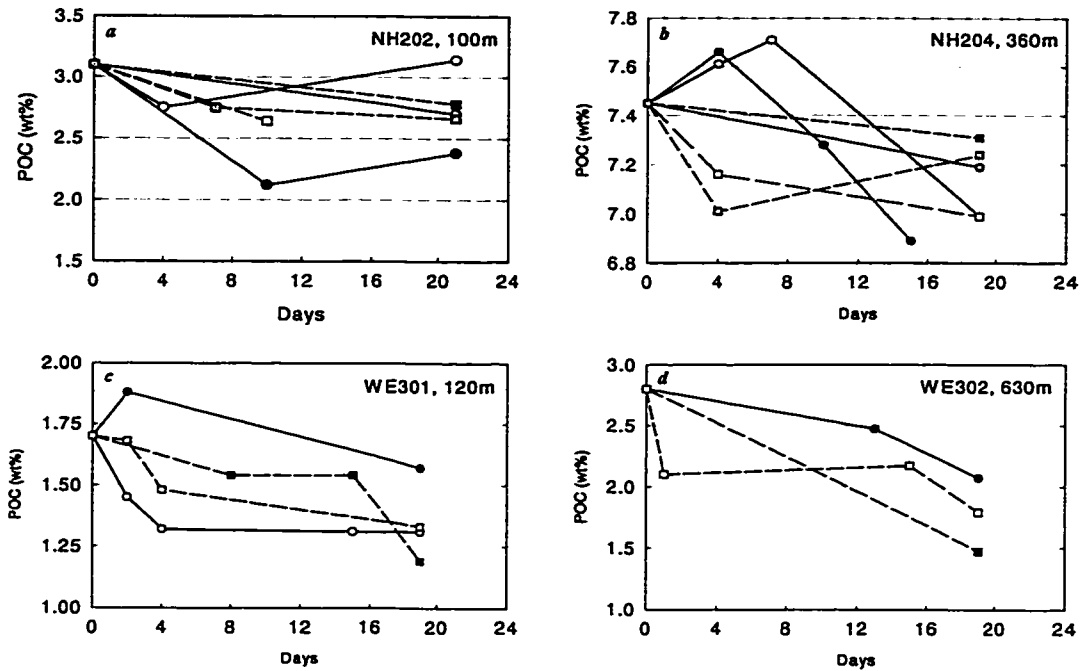 a
NH202, 100m
3.5
3.0
2.5
2.0
1.5
POC (wt%)
0 4 8 12 16 20 24
Days
b
NH204, 360m
7.8
7.6
7.4
7.2
7.0
6.8
POC (wt%)
0 4 8 12 16 20 24
Days
c
WE301, 120m
2.00
1.75
1.50
1.25
1.00
POC (wt%)
0 4 8 12 16 20 24
Days
d
WE302, 630m
3.0
2.5
2.0
1.5
1.0
POC (wt%)
0 4 8 12 16 20 24
Days